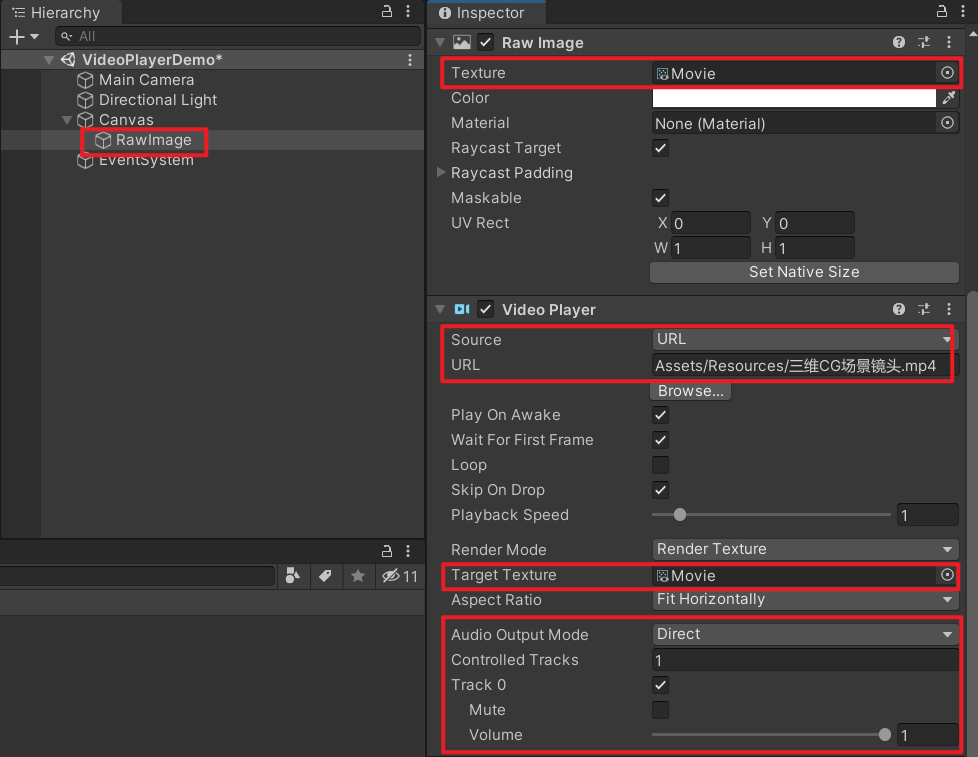 Hierarchy
All
VideoPlayerDemo*
Main Camera
Directional Light
Canvas
RawImage
EventSystem
11
Inspector
Raw Image
Texture Movie
Color
Material None (Material)
Raycast Target
Raycast Padding
Maskable
UV Rect X 0 Y 0
W 1 H 1
Set Native Size
Video Player
Source URL
URL Assets/Resources/三维CG场景镜头.mp4
Browse...
Play On Awake
Wait For First Frame
Loop
Skip On Drop
Playback Speed 1
Render Mode Render Texture
Target Texture Movie
Aspect Ratio Fit Horizontally
Audio Output Mode Direct
Controlled Tracks 1
Track 0
Mute
Volume 1